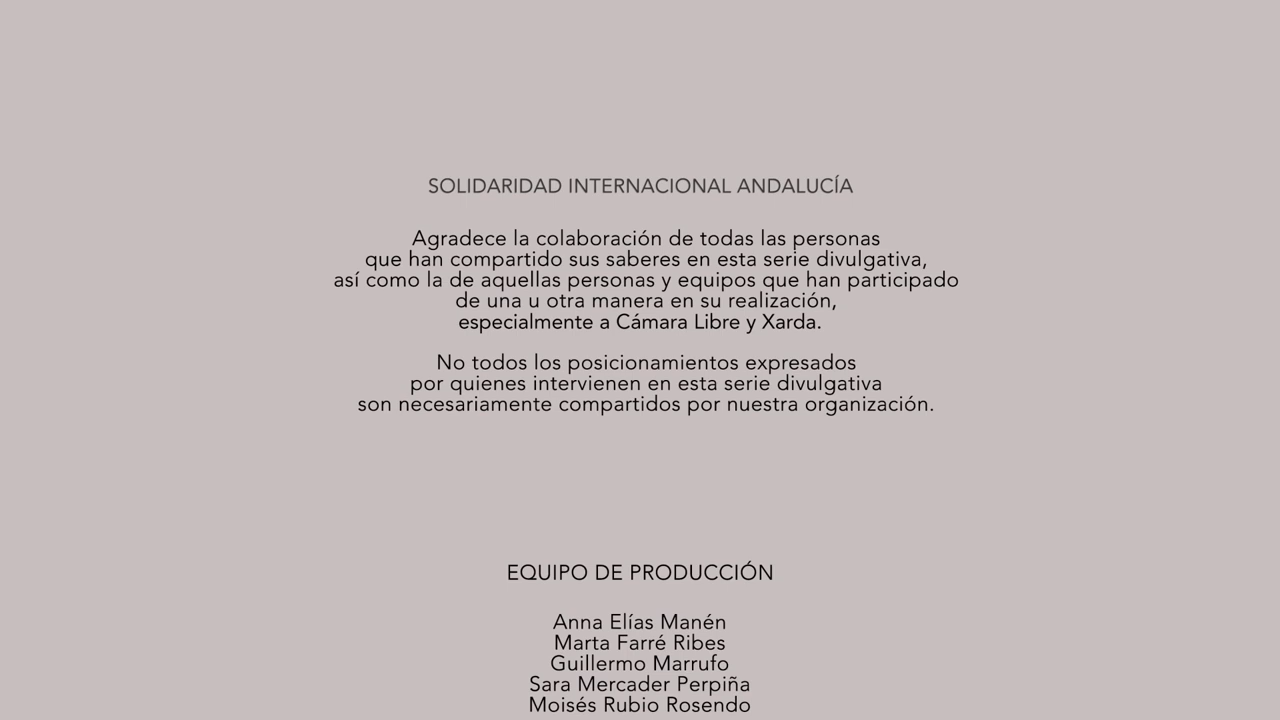 SOLIDARIDAD INTERNACIONAL ANDALUCÍA
Agradece la colaboración de todas las personas
que han compartido sus saberes en esta serie divulgativa,
así como la de aquellas personas y equipos que han participado
de una u otra manera en su realización,
especialmente a Cámara Libre y Xarda.
No todos los posicionamientos expresados
por quienes intervienen en esta serie divulgativa
son necesariamente compartidos por nuestra organización.
EQUIPO DE PRODUCCIÓN
Anna Elías Manén
Marta Farré Ribes
Guillermo Marrufo
Sara Mercader Perpiña
Moisés Rubio Rosendo